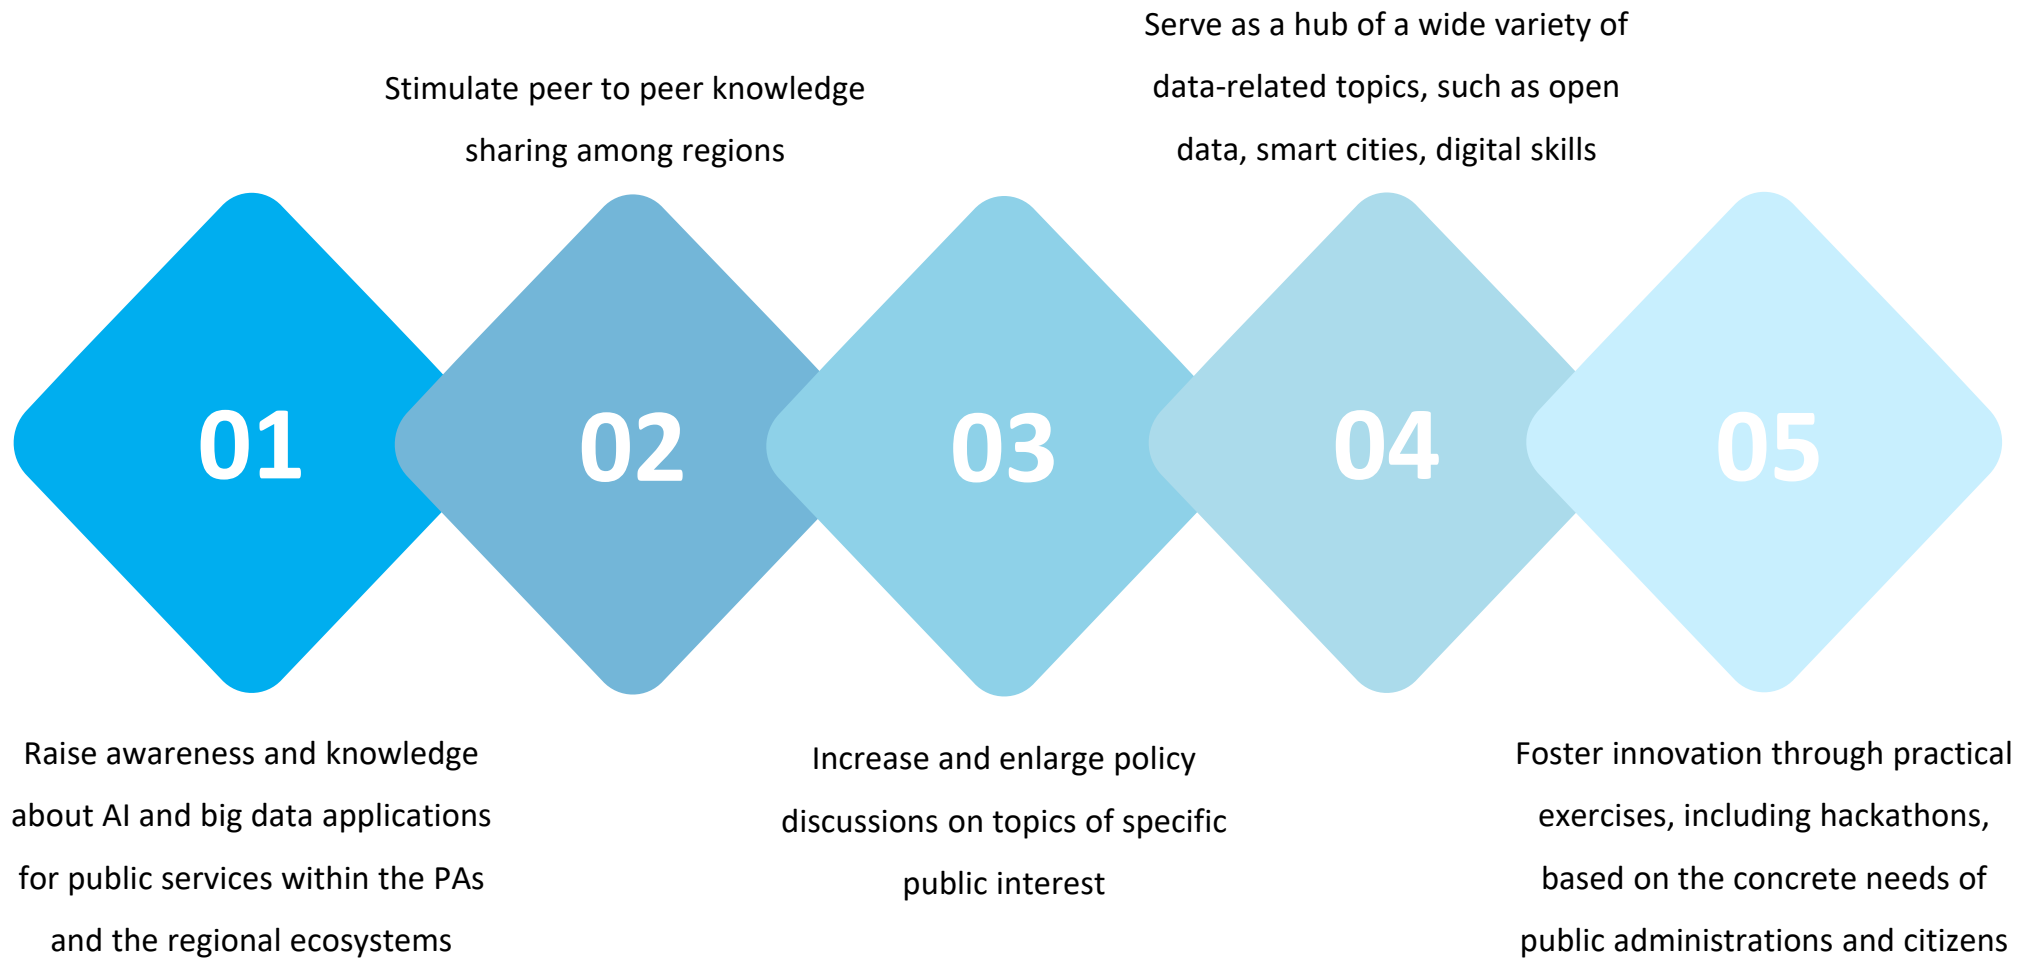 Serve as a hub of a wide variety of
data-related topics, such as open
data, smart cities, digital skills
Stimulate peer to peer knowledge
sharing among regions
01
02
03
04
05
Raise awareness and knowledge
about AI and big data applications
for public services within the PAs
and the regional ecosystems
Increase and enlarge policy
discussions on topics of specific
public interest
Foster innovation through practical
exercises, including hackathons,
based on the concrete needs of
public administrations and citizens